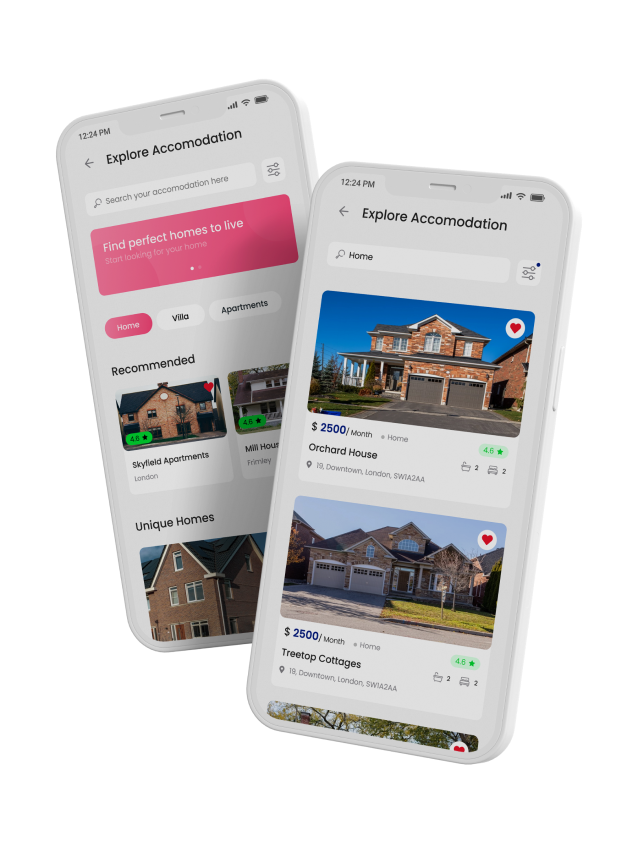 12:24 PM
Explore Accomodation
Search your accomodation here
Find perfect homes to live
Start looking for your home
Home
Villa
Apartments
Recommended
4.6
Skyfield Apartments
London
4.6
Mill Hous
Frimley
Unique Homes
12:24 PM
Explore Accomodation
Home
$ 2500/ Month
Home
4.6
Orchard House
2
2
19, Downtown, London, SW1A2AA
$ 2500/ Month
Home
4.6
Treetop Cottages
2
2
19, Downtown, London, SW1A2AA